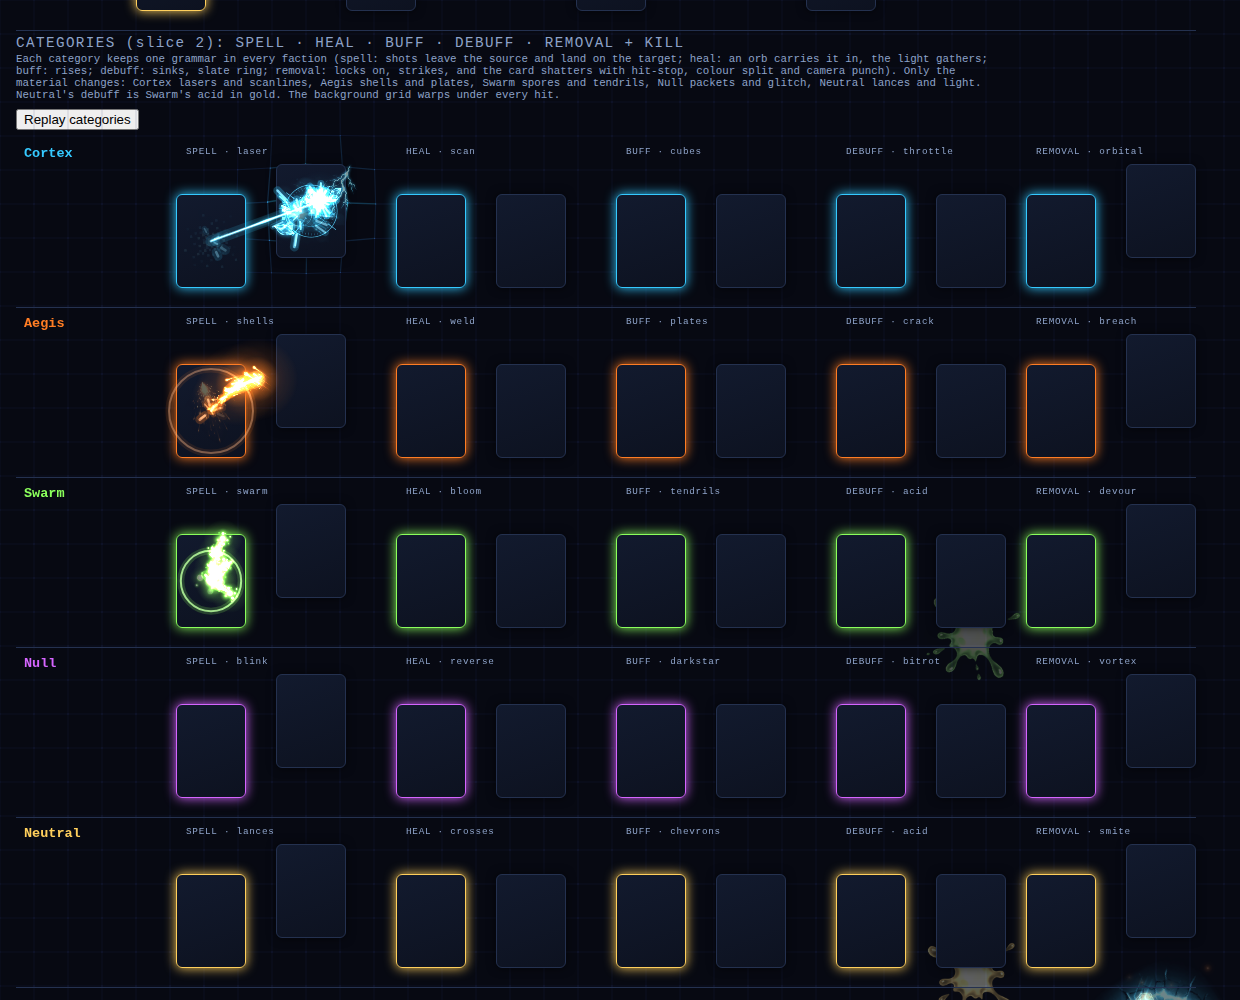 CATEGORIES (slice 2): SPELL · HEAL · BUFF · DEBUFF · REMOVAL + KILL
Each category keeps one grammar in every faction (spell: shots leave the source and land on the target; heal: an orb carries it in, the light gathers;
buff: rises; debuff: sinks, slate ring; removal: locks on, strikes, and the card shatters with hit-stop, colour split and camera punch). Only the
material changes: Cortex lasers and scanlines, Aegis shells and plates, Swarm spores and tendrils, Null packets and glitch, Neutral lances and light.
Neutral's debuff is Swarm's acid in gold. The background grid warps under every hit.
Replay categories
Cortex SPELL · laser HEAL · scan BUFF · cubes DEBUFF · throttle REMOVAL · orbital
Aegis SPELL · shells HEAL · weld BUFF · plates DEBUFF · crack REMOVAL · breach
Swarm SPELL · swarm HEAL · bloom BUFF · tendrils DEBUFF · acid REMOVAL · devour
Null SPELL · blink HEAL · reverse BUFF · darkstar DEBUFF · bitrot REMOVAL · vortex
Neutral SPELL · lances HEAL · crosses BUFF · chevrons DEBUFF · acid REMOVAL · smite